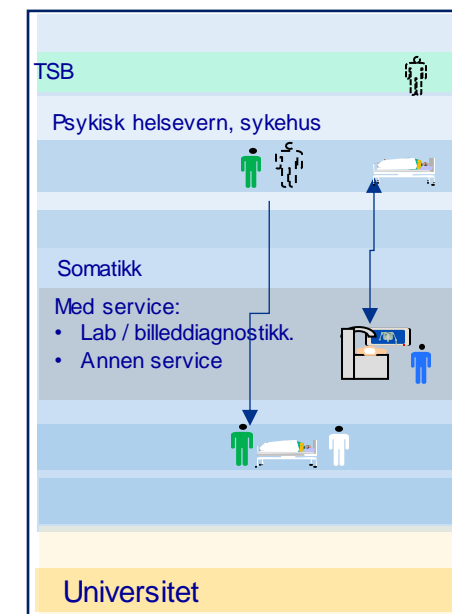 TSB
Psykisk helsevern, sykehus
Somatikk
Med service:
• Lab / billeddiagnostikk.
• Annen service
Universitet